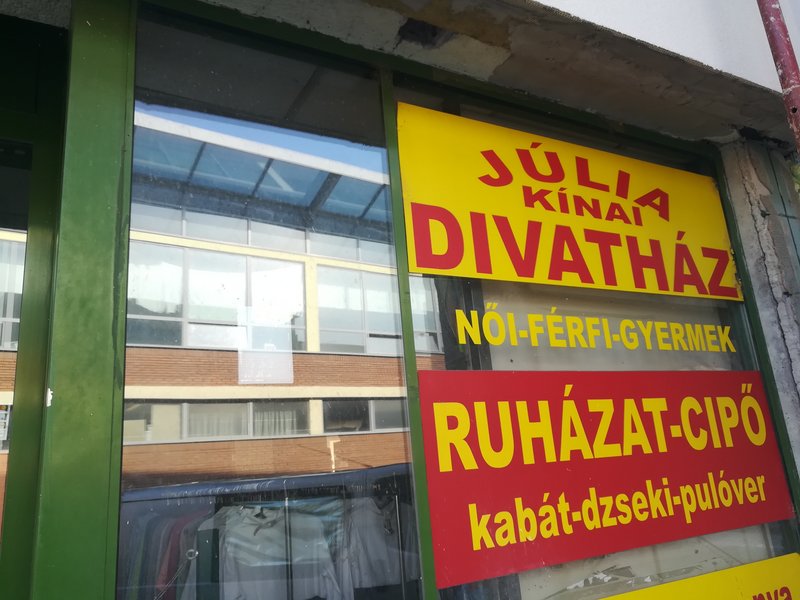 JÚLIA
KÍNAI
DIVATHÁZ
NŐI-FÉRFI-GYERMEK
RUHÁZAT-CIPŐ
kabát-dzseki-pulóver